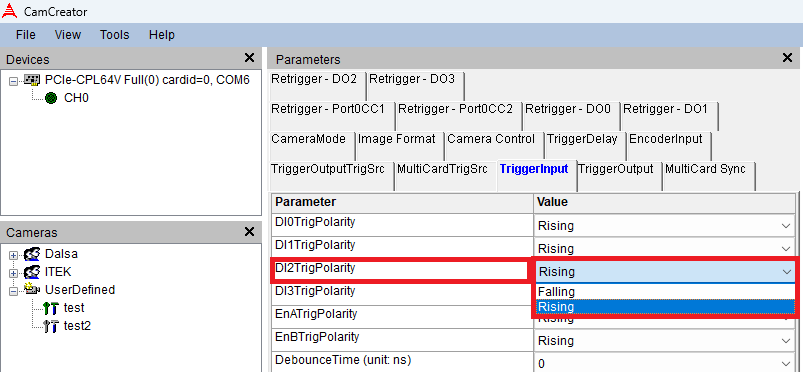 CamCreator
File View Tools Help
Devices
PCIe-CPL64V Full(0) cardid=0, COM6
CH0
Cameras
Dalsa
ITEK
UserDefined
test
test2
Parameters
Retrigger - DO2 Retrigger - DO3
Retrigger - Port0CC1 Retrigger - Port0CC2 Retrigger - DO0 Retrigger - DO1
CameraMode Image Format Camera Control TriggerDelay EncoderInput
TriggerOutputTrigSrc MultiCardTrigSrc TriggerInput TriggerOutput MultiCard Sync
Parameter Value
DI0TrigPolarity Rising
DI1TrigPolarity Rising
DI2TrigPolarity Rising
DI3TrigPolarity Falling
Rising
EnATrigPolarity Rising
EnBTrigPolarity Rising
DebounceTime (unit: ns) 0